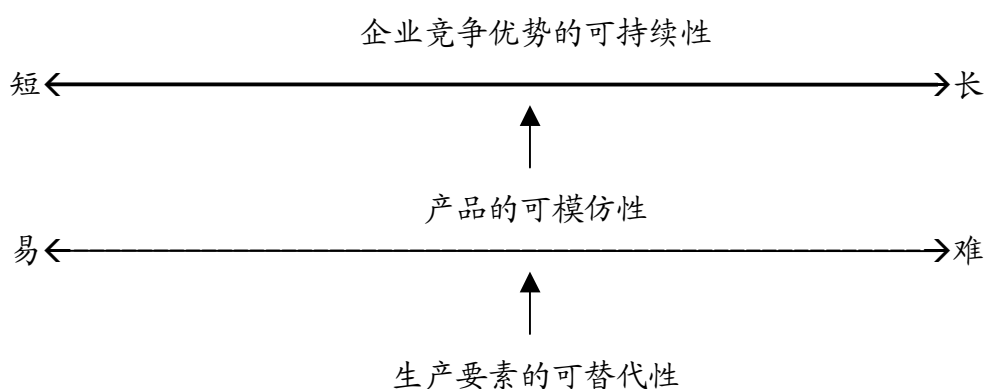 企业竞争优势的可持续性
短 长
产品的可模仿性
易 难
生产要素的可替代性